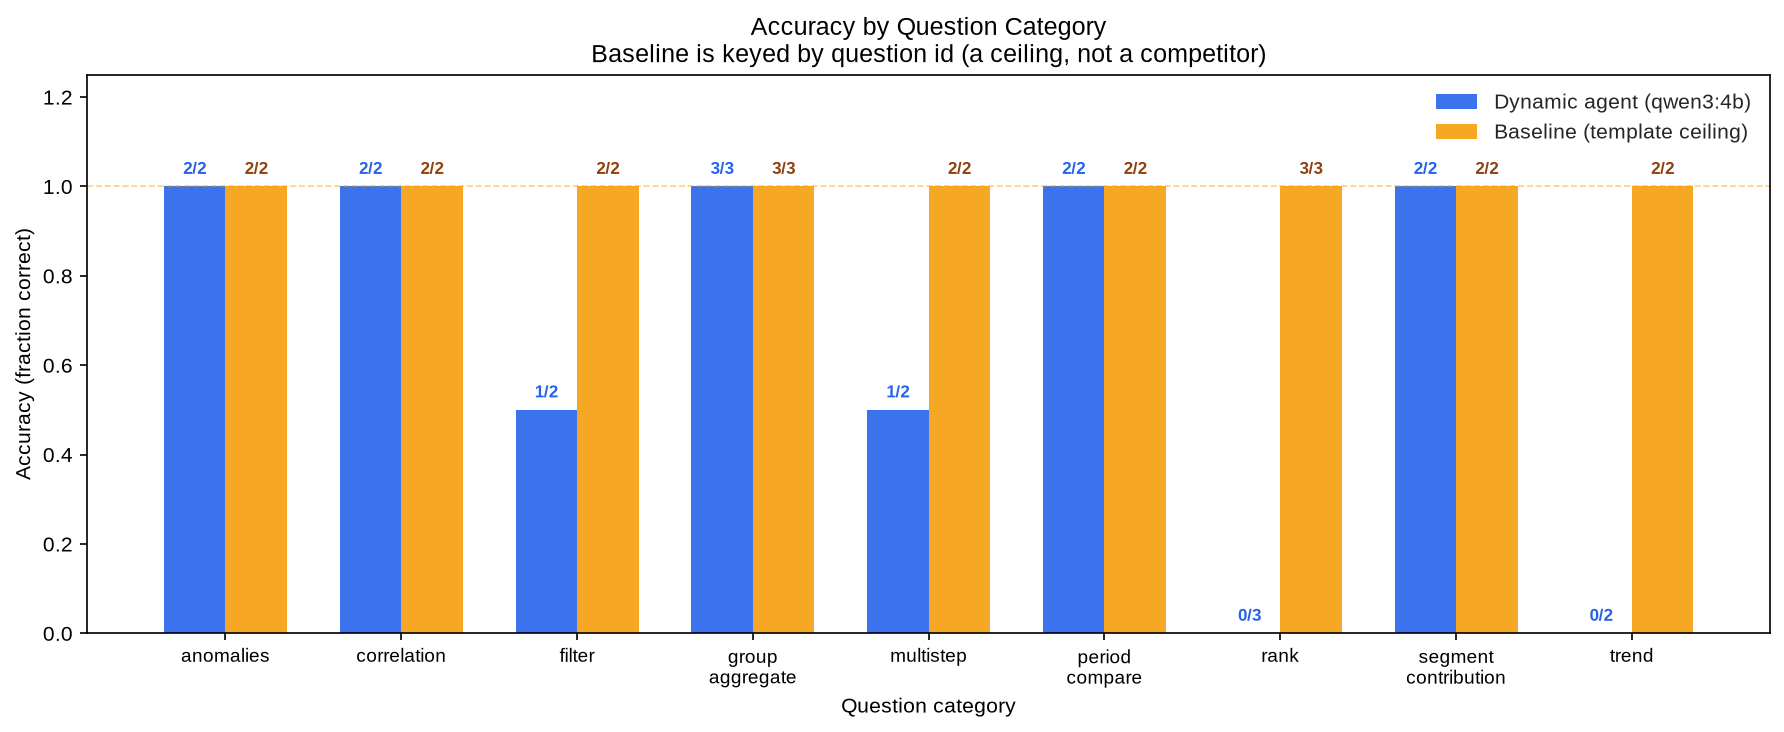 Accuracy by Question Category
Baseline is keyed by question id (a ceiling, not a competitor)
Dynamic agent (qwen3:4b)
Baseline (template ceiling)
Accuracy (fraction correct)
1.2
1.0
0.8
0.6
0.4
0.2
0.0
2/2 2/2 2/2 2/2 1/2 2/2 3/3 3/3 1/2 2/2 2/2 2/2 0/3 3/3 2/2 2/2 0/2 2/2
anomalies correlation filter group multistep period rank segment trend
aggregate compare contribution
Question category